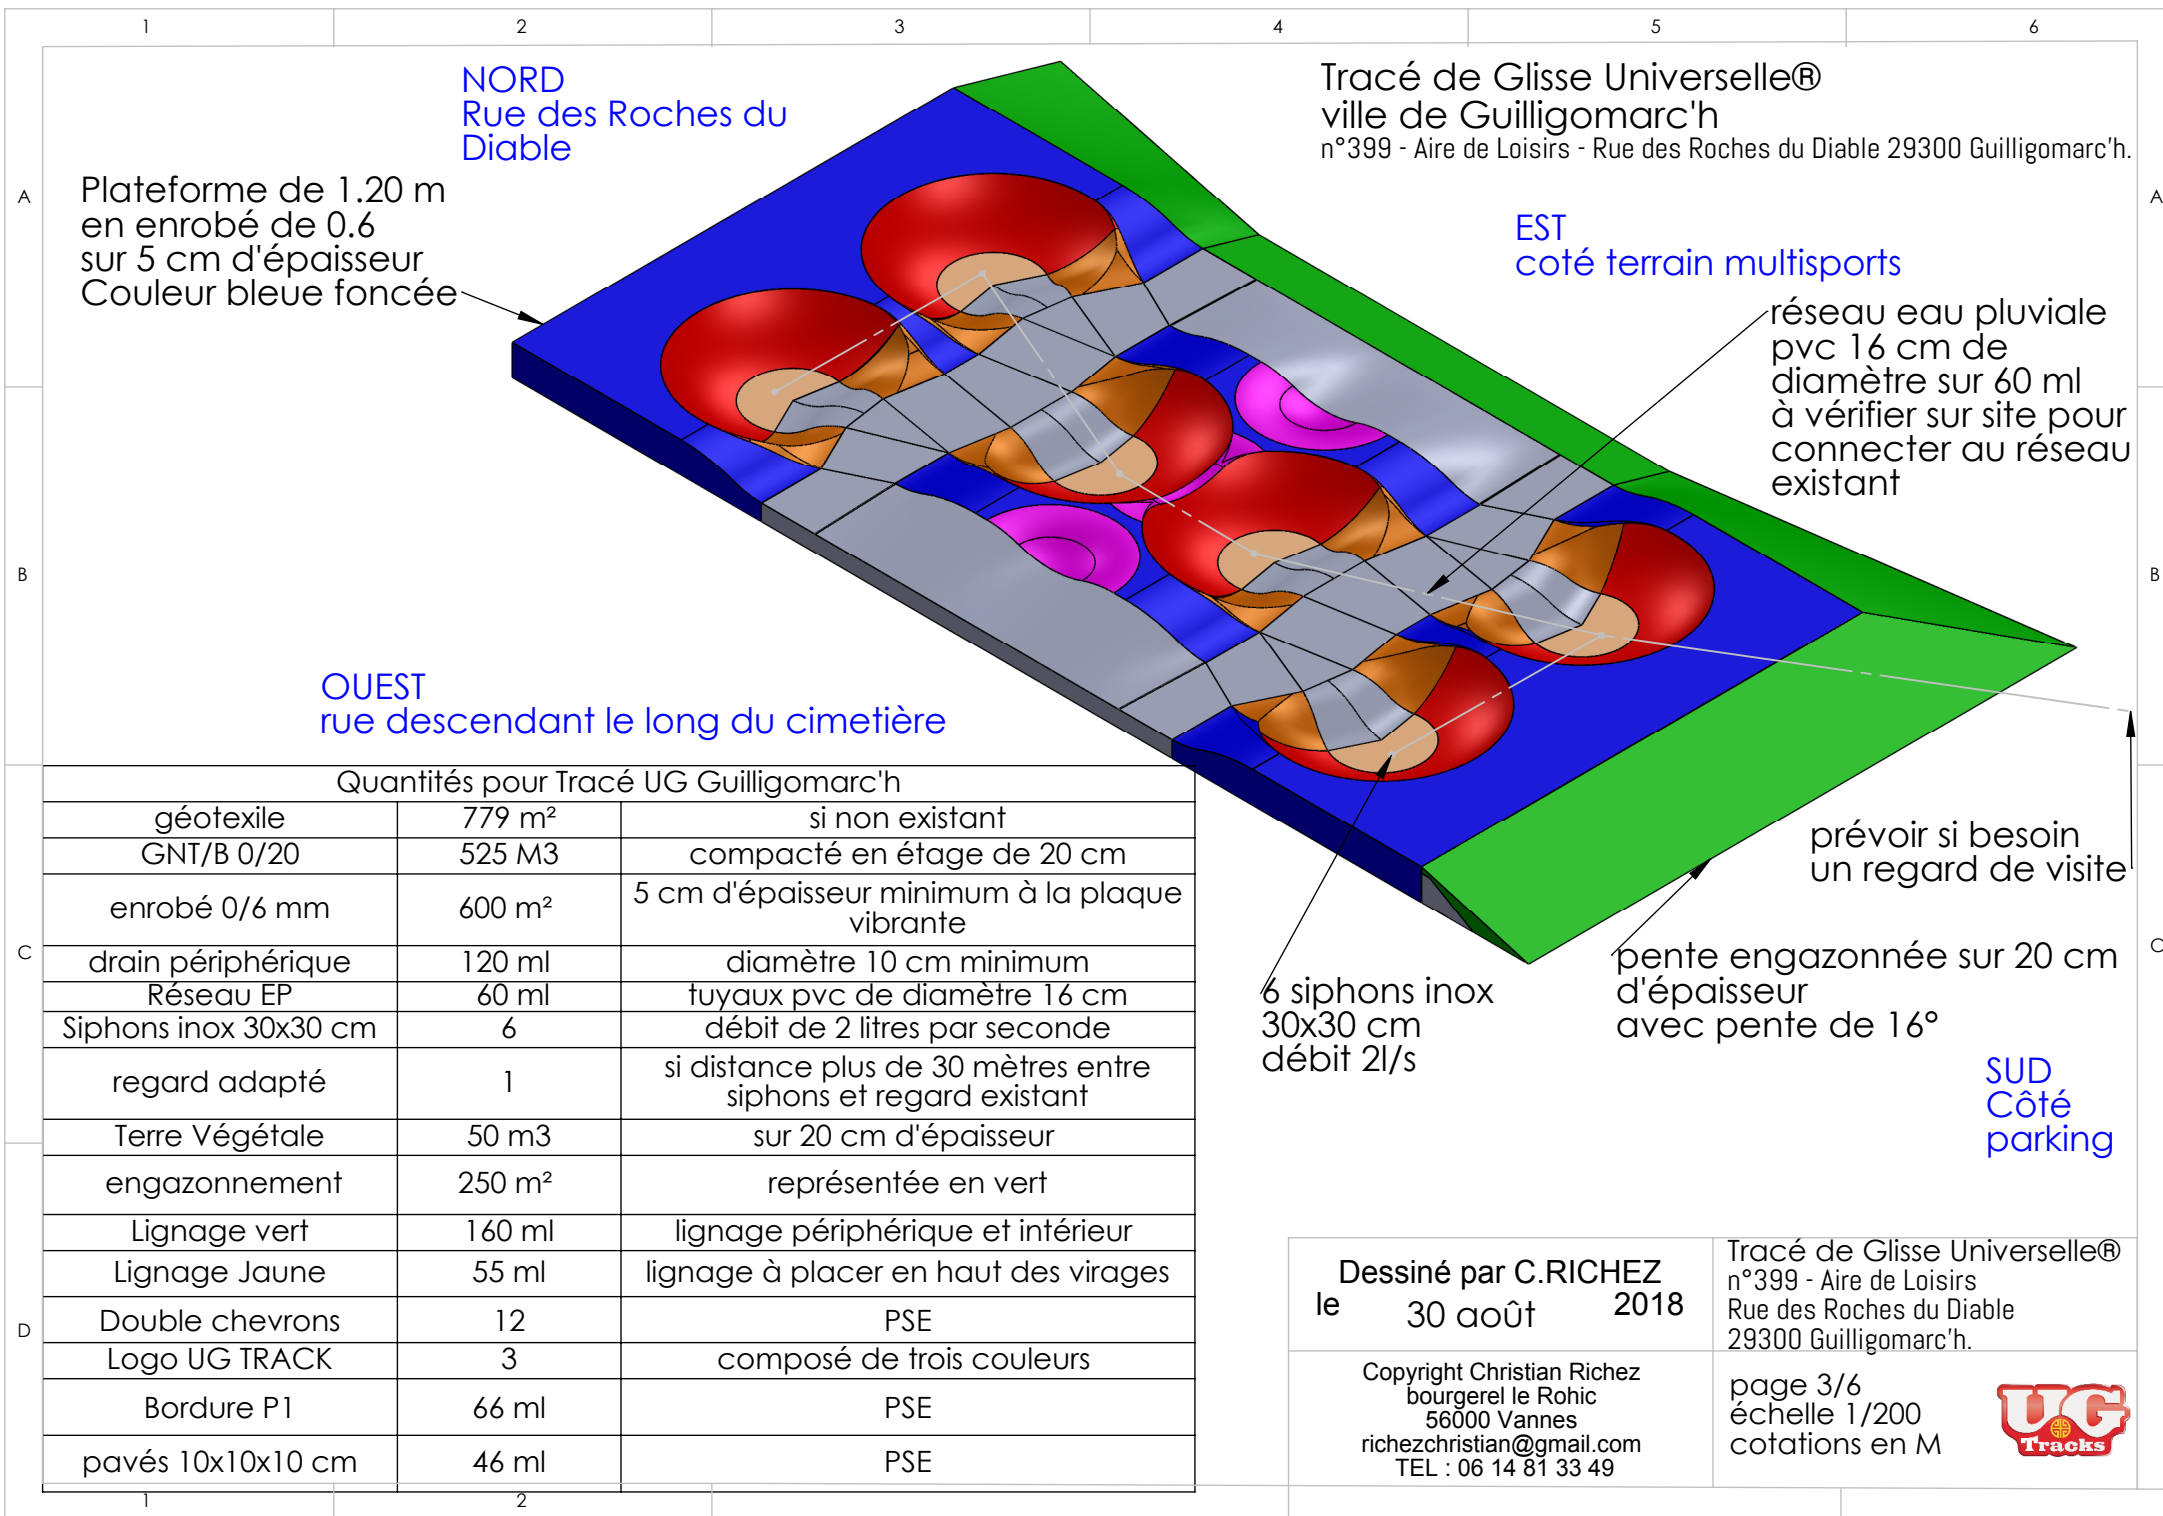 1 2 3 4 5 6
A A
B B
C C
D
1 2
NORD
Rue des Roches du
Diable
Tracé de Glisse Universelle®
ville de Guilligomarc'h
n°399 - Aire de Loisirs - Rue des Roches du Diable 29300 Guilligomarc'h.
Plateforme de 1.20 m
en enrobé de 0.6
sur 5 cm d'épaisseur
Couleur bleue foncée
EST
coté terrain multisports
réseau eau pluviale
pvc 16 cm de
diamètre sur 60 ml
à vérifier sur site pour
connecter au réseau
existant
OUEST
rue descendant le long du cimetière
prévoir si besoin
un regard de visite
pente engazonnée sur 20 cm
d'épaisseur
avec pente de 16°
6 siphons inox
30x30 cm
débit 2l/s
SUD
Côté
parking
Quantités pour Tracé UG Guilligomarc'h
géotexile 779 m² si non existant
GNT/B 0/20 525 M3 compacté en étage de 20 cm
enrobé 0/6 mm 600 m² 5 cm d'épaisseur minimum à la plaque
vibrante
drain périphérique 120 ml diamètre 10 cm minimum
Réseau EP 60 ml tuyaux pvc de diamètre 16 cm
Siphons inox 30x30 cm 6 débit de 2 litres par seconde
regard adapté 1 si distance plus de 30 mètres entre
siphons et regard existant
Terre Végétale 50 m3 sur 20 cm d'épaisseur
engazonnement 250 m² représentée en vert
Lignage vert 160 ml lignage périphérique et intérieur
Lignage Jaune 55 ml lignage à placer en haut des virages
Double chevrons 12 PSE
Logo UG TRACK 3 composé de trois couleurs
Bordure P1 66 ml PSE
pavés 10x10x10 cm 46 ml PSE
Dessiné par C.RICHEZ
le 30 août 2018
Tracé de Glisse Universelle®
n°399 - Aire de Loisirs
Rue des Roches du Diable
29300 Guilligomarc'h.
Copyright Christian Richez
bourgerel le Rohic
56000 Vannes
richezchristian@gmail.com
TEL : 06 14 81 33 49
page 3/6
échelle 1/200
cotations en M
UG
Tracks